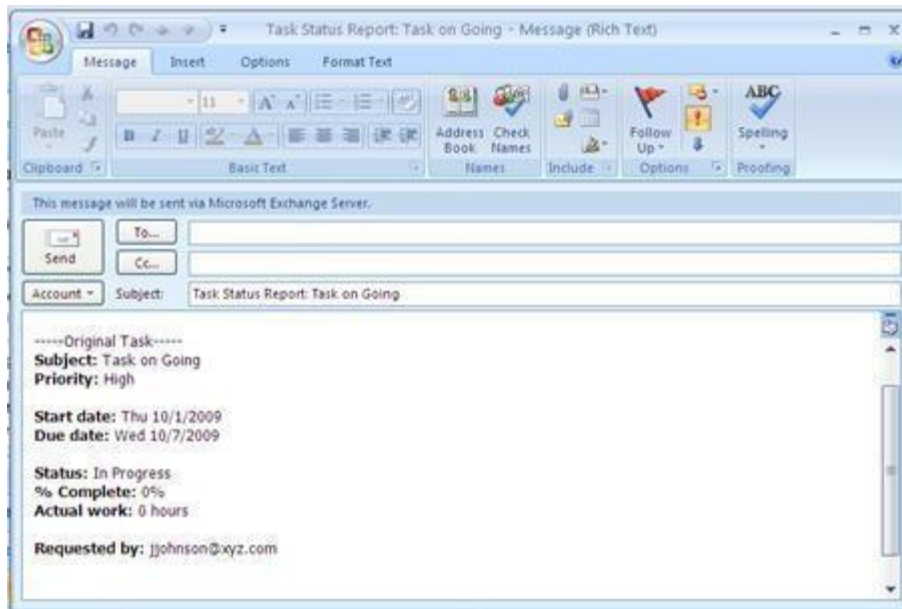 Task Status Report: Task on Going - Message (Rich Text)
Message Insert Options Format Text
Paste
11
A A
B I U A
Address Book
Check Names
Follow Up
ABC
Spelling
Clipboard
Basic Text
Names
Include
Options
Proofing
This message will be sent via Microsoft Exchange Server.
Send
To...
Cc...
Account
Subject:
Task Status Report: Task on Going
-----Original Task-----
Subject: Task on Going
Priority: High
Start date: Thu 10/1/2009
Due date: Wed 10/7/2009
Status: In Progress
% Complete: 0%
Actual work: 0 hours
Requested by: jjohnson@xyz.com